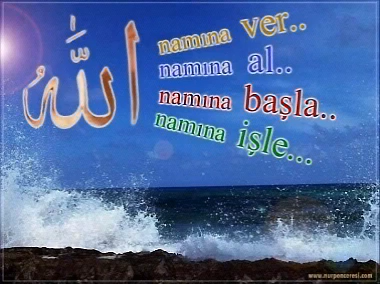 الله
namına ver..
namına al..
namına başla..
namına işle...
www.nurpenceresi.com